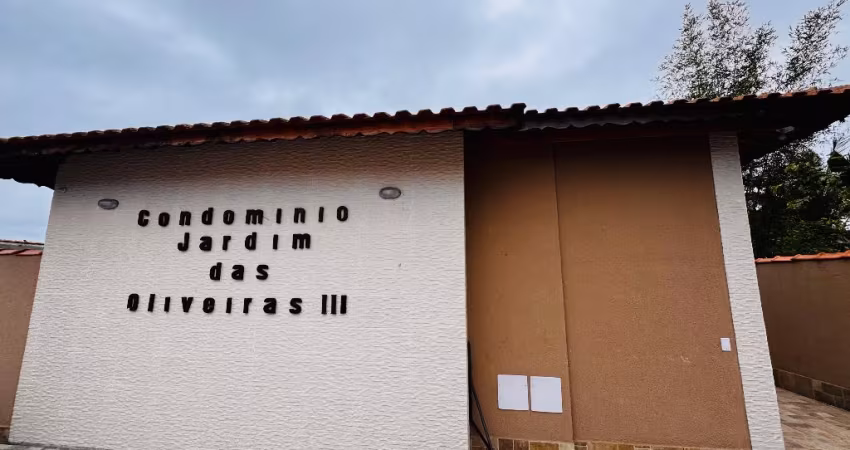 Condominio
Jardim
das
Oliveiras III